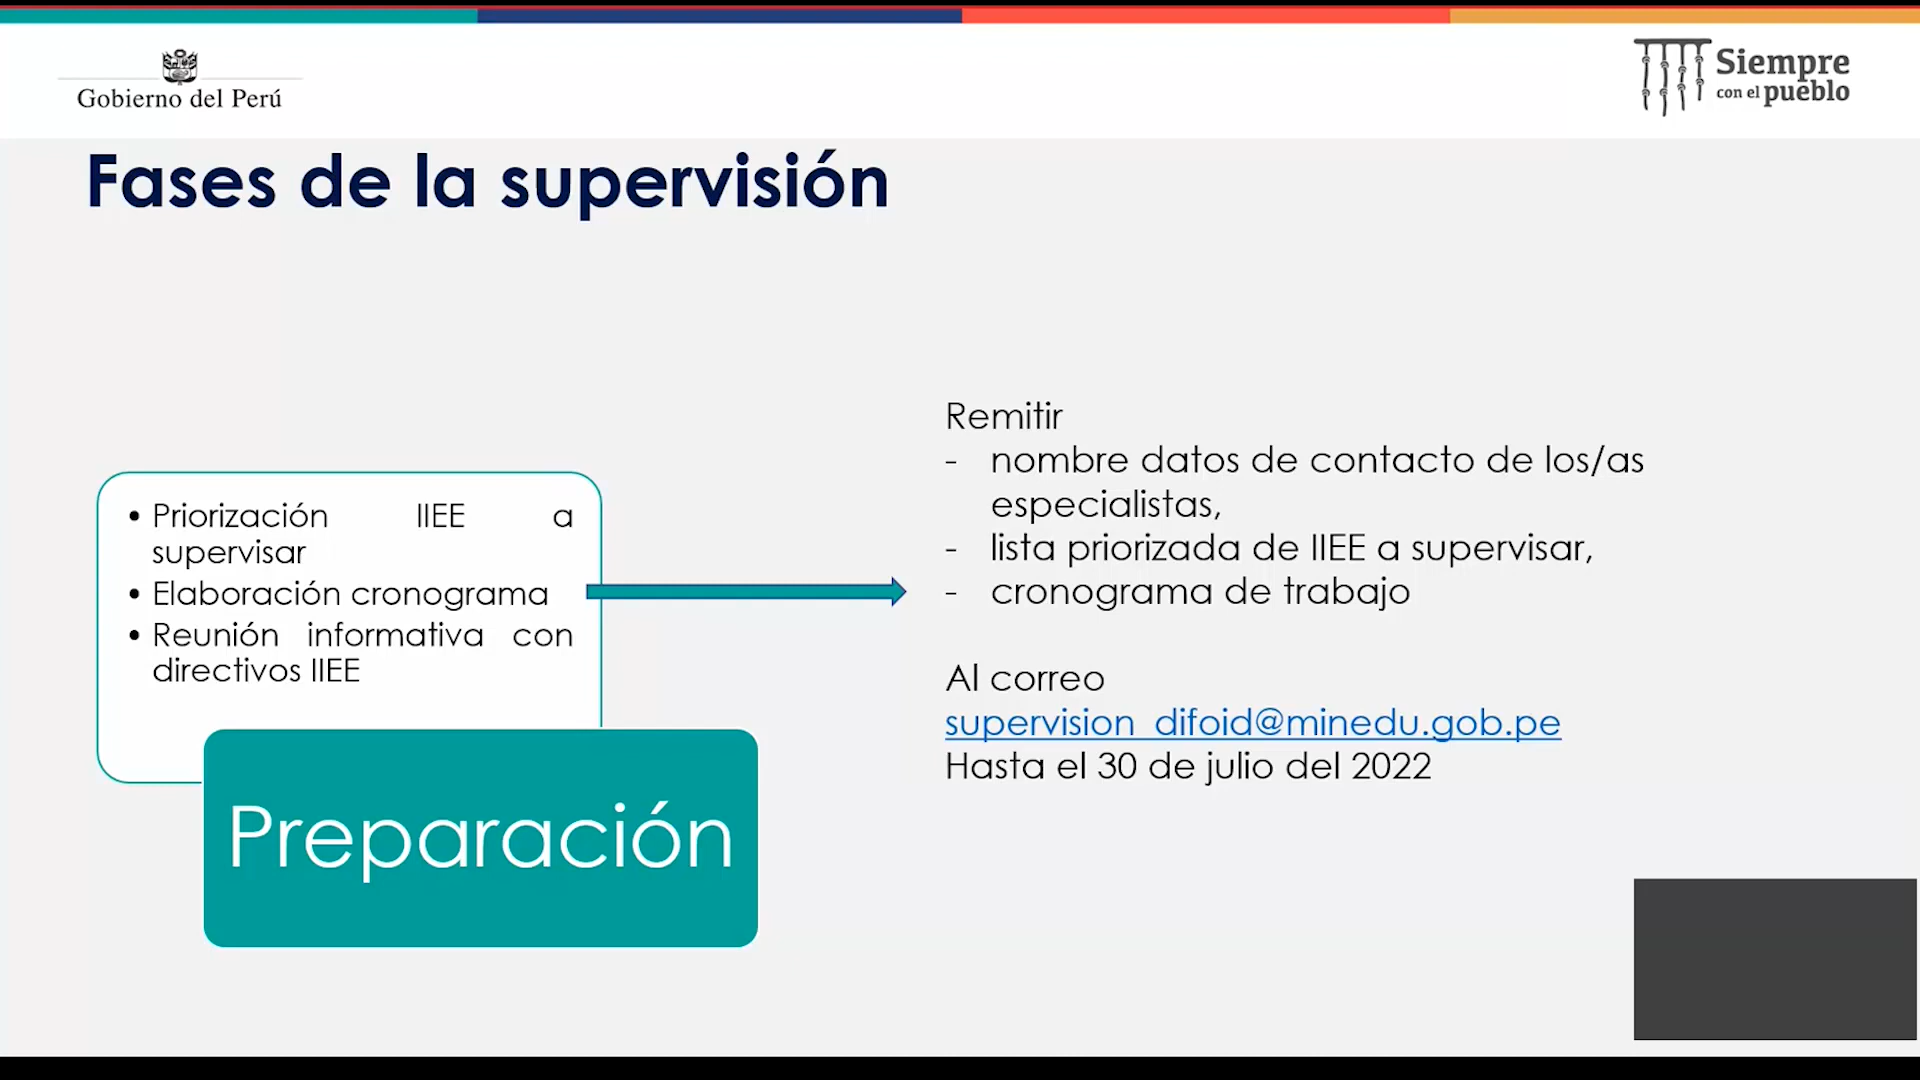 Gobierno del Perú
Siempre
con el pueblo
Fases de la supervisión
• Priorización IIEE a
supervisar
• Elaboración cronograma
• Reunión informativa con
directivos IIEE
Preparación
Remitir
- nombre datos de contacto de los/as
especialistas,
- lista priorizada de IIEE a supervisar,
- cronograma de trabajo
Al correo
supervision_difoid@minedu.gob.pe
Hasta el 30 de julio del 2022